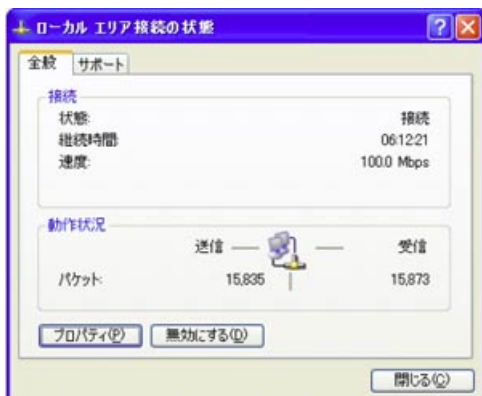 ローカル エリア接続の状態
全般 サポート
接続
状態: 接続
継続時間: 06:12:21
速度: 100.0 Mbps
動作状況
送信 — — 受信
パケット: 15,835 | 15,873
プロパティ(P) 無効にする(D)
閉じる(C)